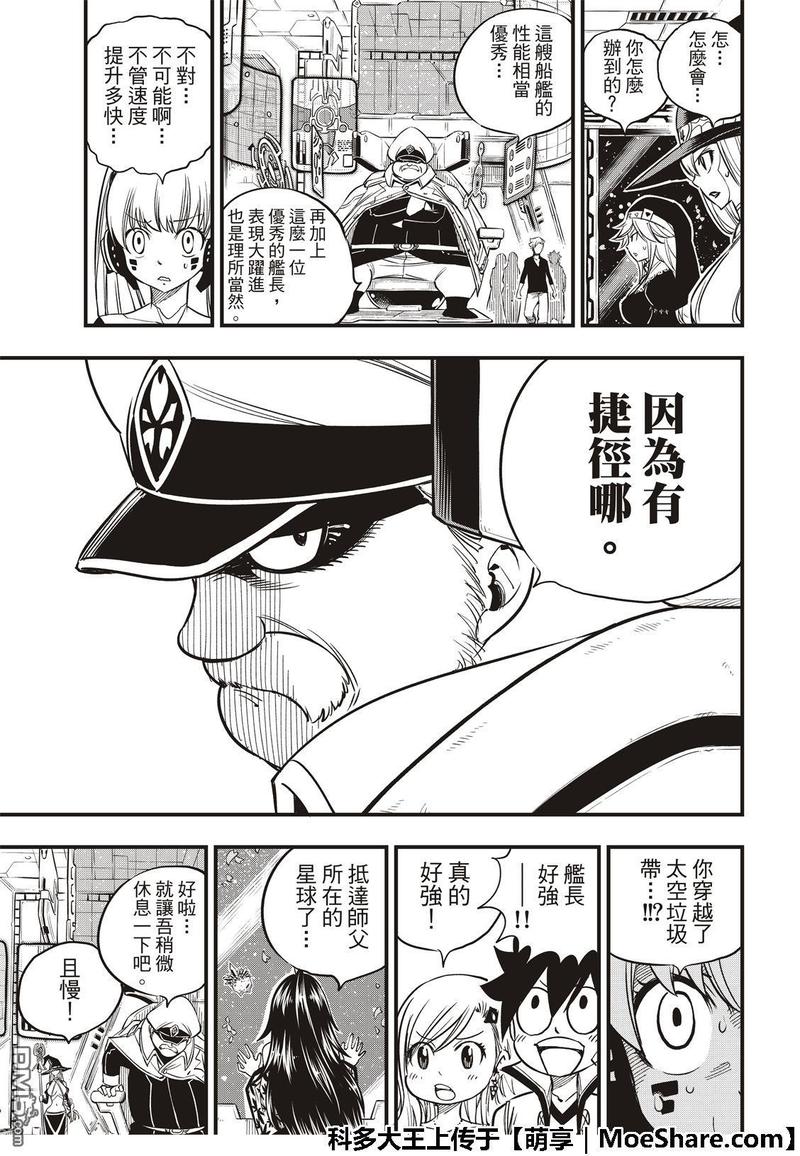 怎…
怎麼會…
你怎麼
辦到的？
這艘船艦的
性能相當
優秀…
再加上
這麼一位
優秀的艦長，
表現大躍進
也是理所當然。
不對…
不可能啊…
不管速度
提升多快…
因為有
捷徑哪。
你穿越了
太空垃圾
帶…!!?
艦長
好強
—!!
真的
好強！
抵達師父
所在的
星球了…
好啦…
就讓吾稍微
休息一下吧。
且慢！
DM5.com
科多大王上传于【萌享】|MoeShare.com